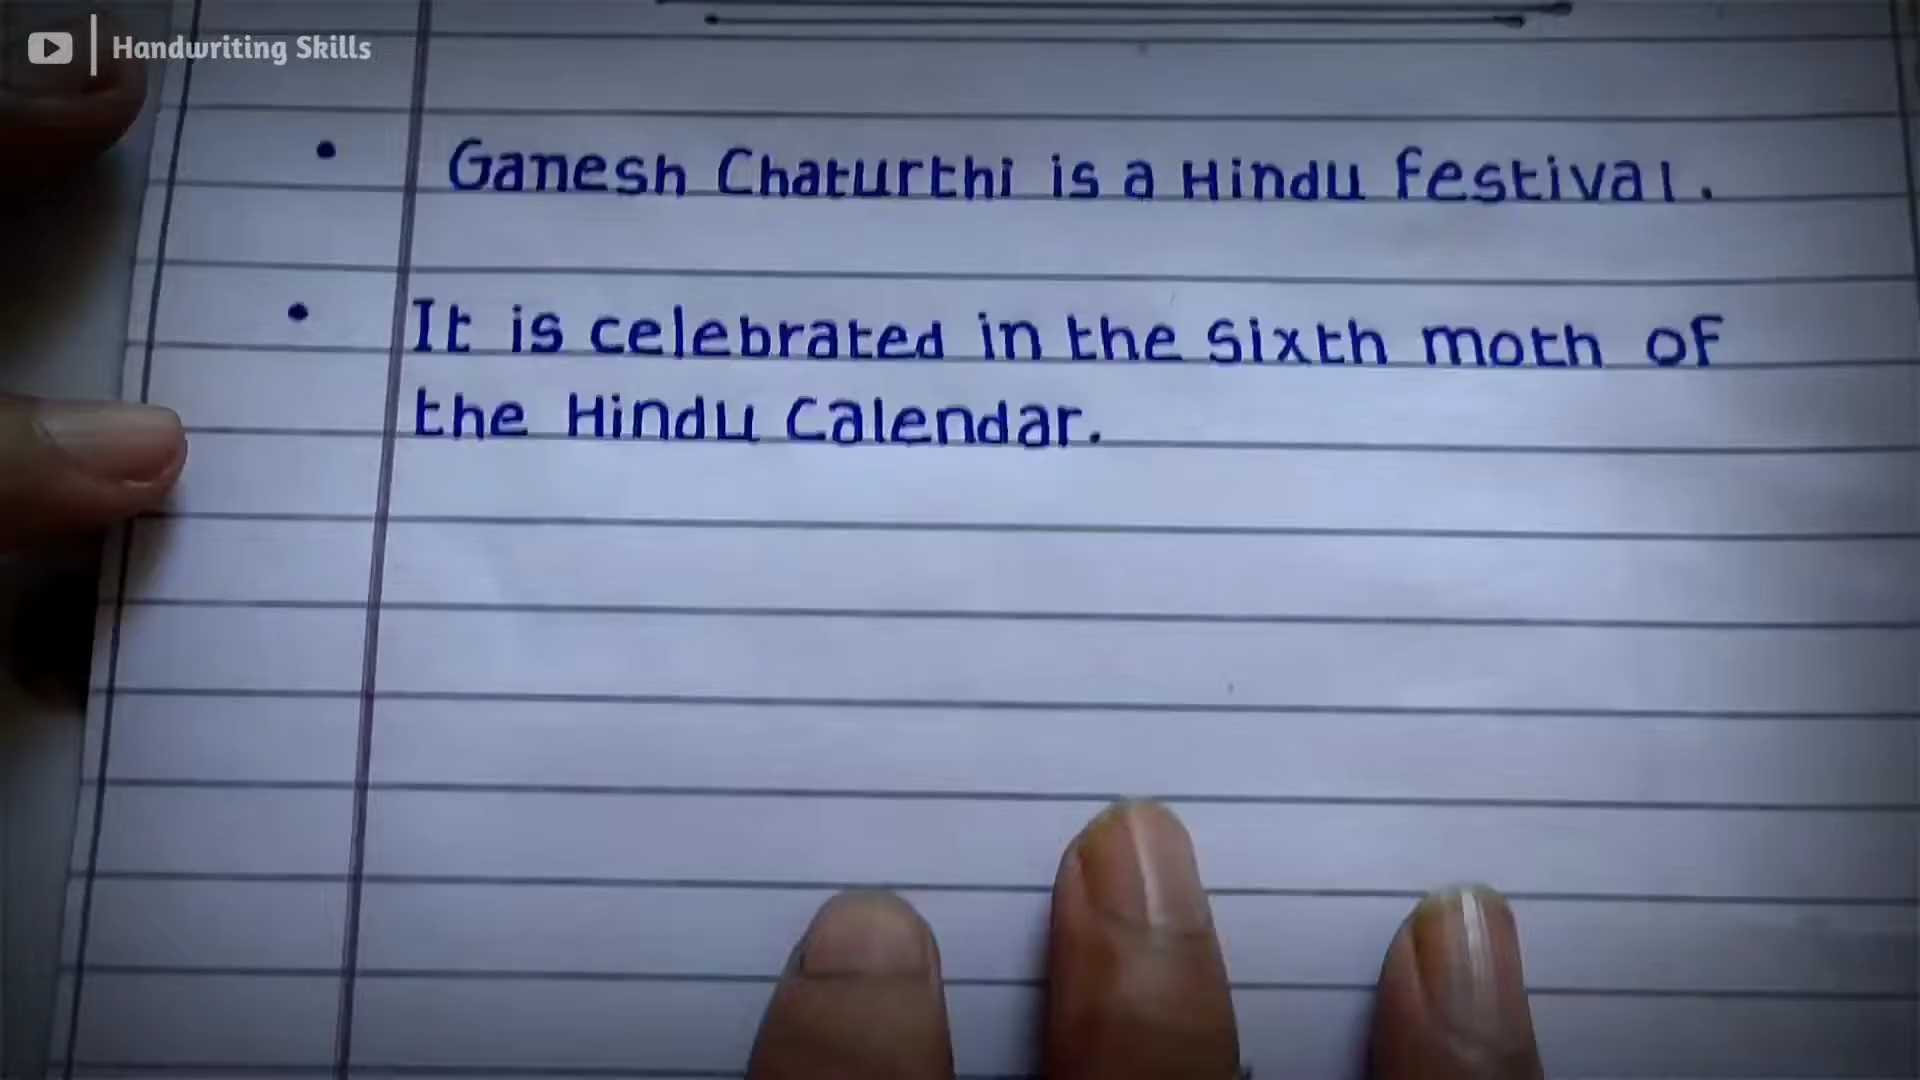 Handwriting Skills
• Ganesh Chaturthi is a Hindu festival.
• It is celebrated in the sixth moth of
the Hindu Calendar.